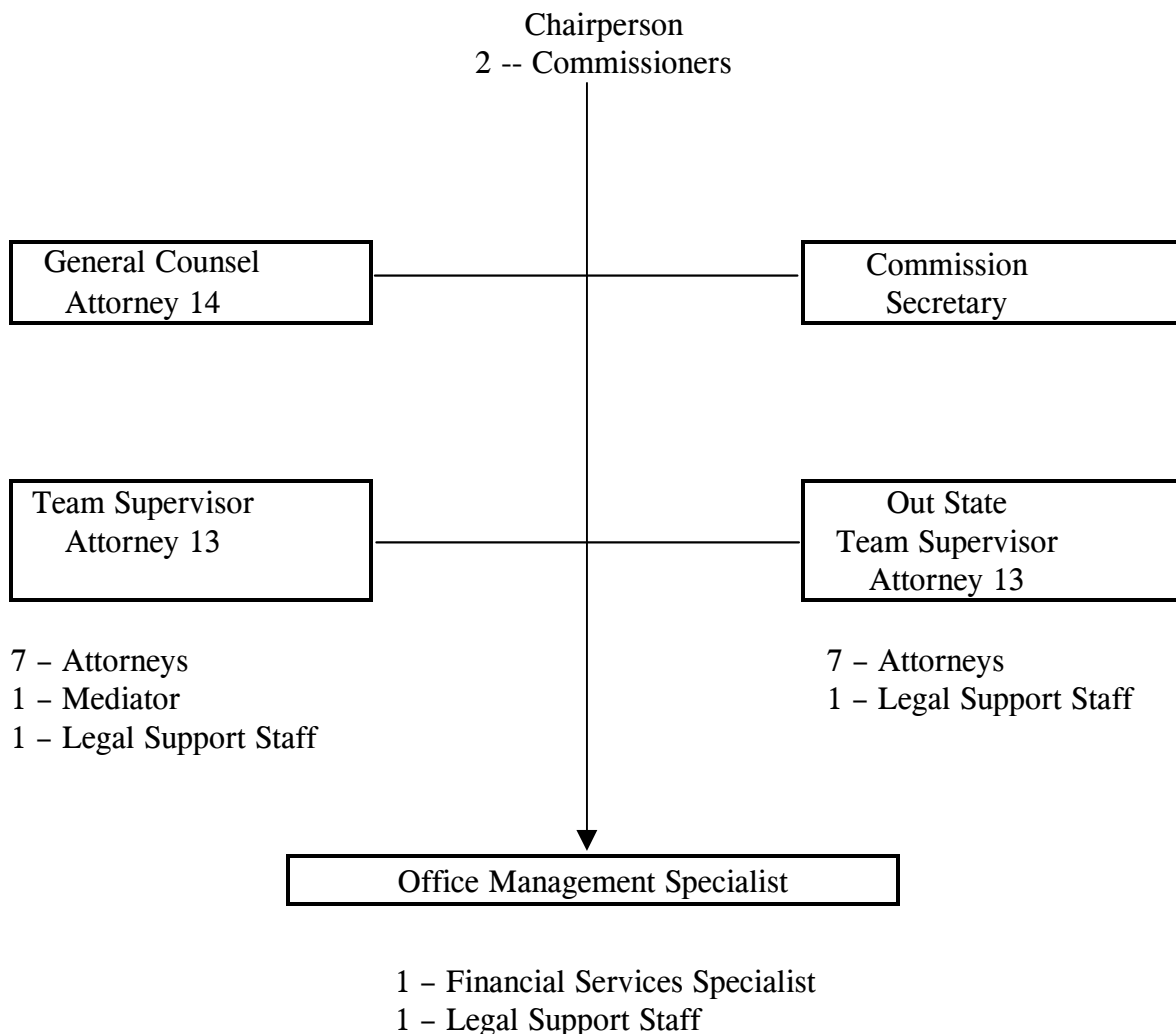 Chairperson
2 -- Commissioners
General Counsel
Attorney 14
Commission
Secretary
Team Supervisor
Attorney 13
Out State
Team Supervisor
Attorney 13
7 – Attorneys
1 – Mediator
1 – Legal Support Staff
7 – Attorneys
1 – Legal Support Staff
Office Management Specialist
1 – Financial Services Specialist
1 – Legal Support Staff